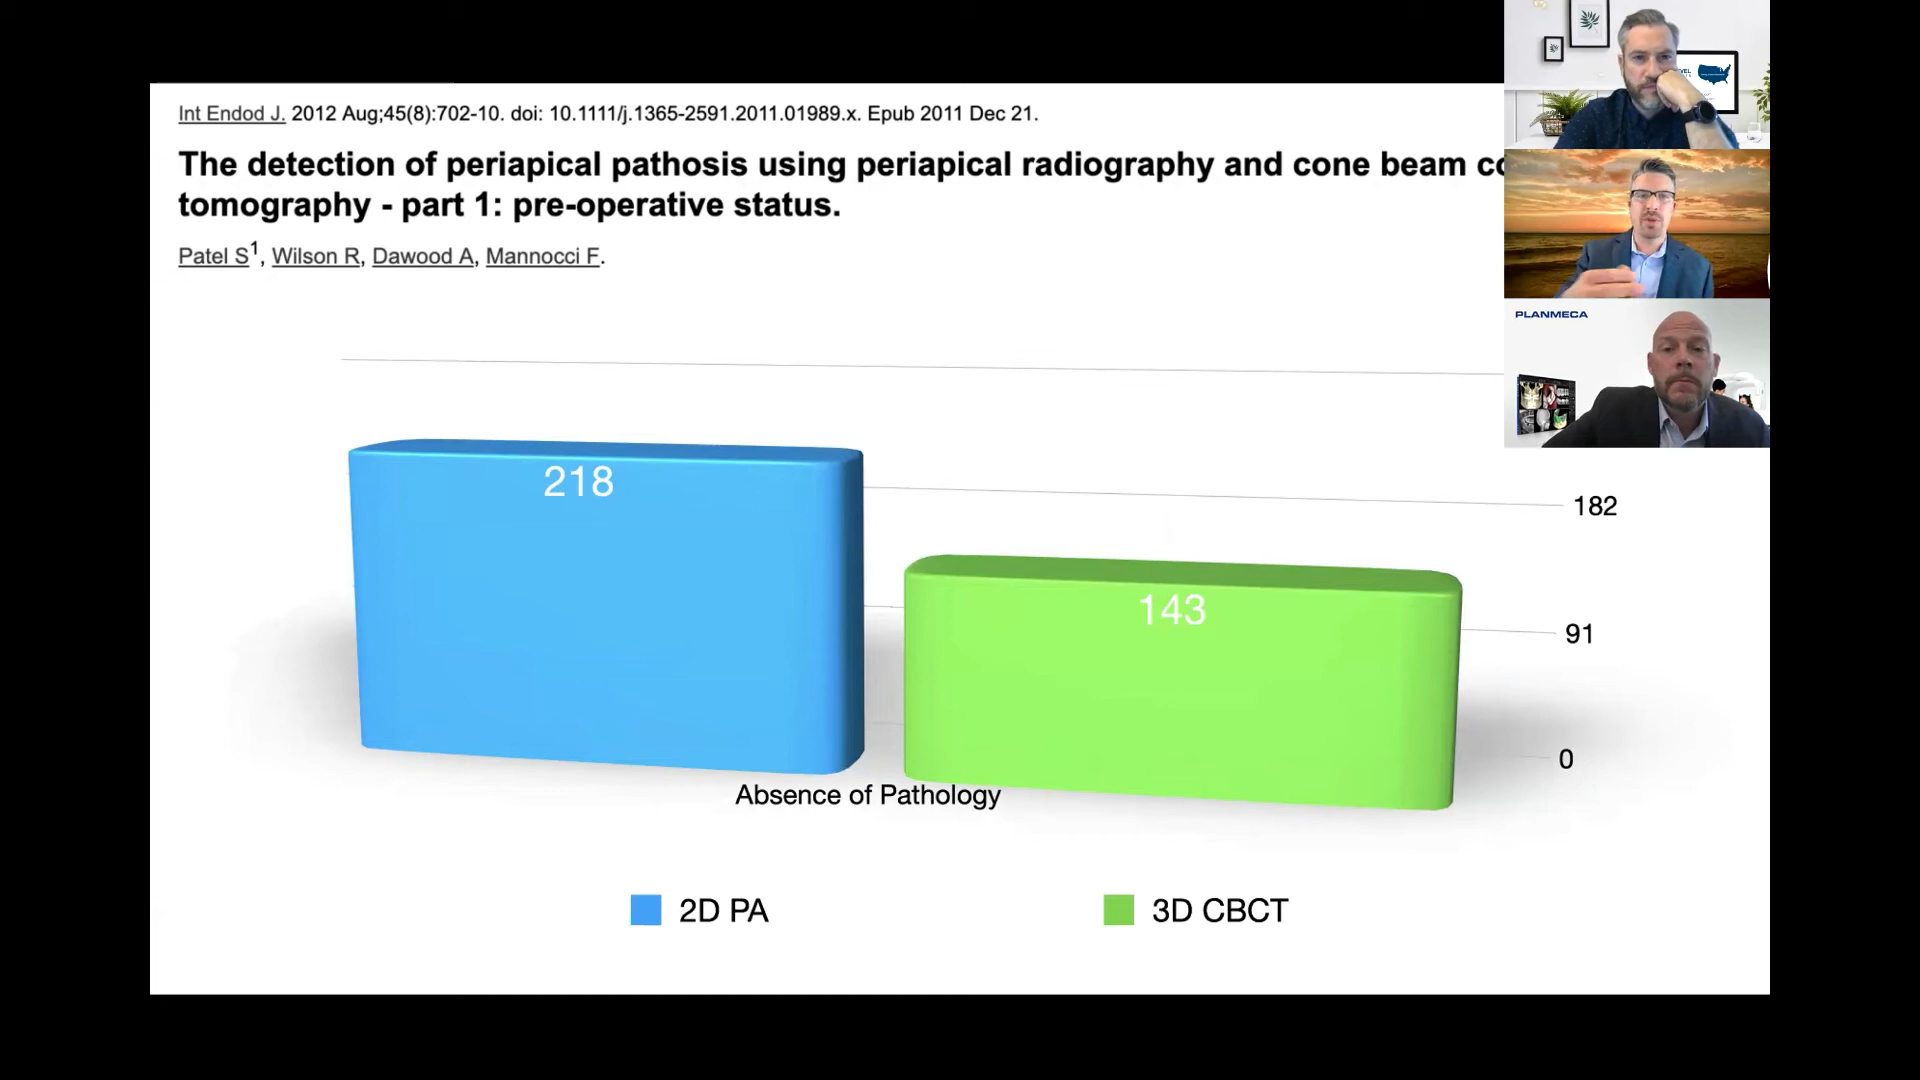 Int Endod J. 2012 Aug;45(8):702-10. doi: 10.1111/j.1365-2591.2011.01989.x. Epub 2011 Dec 21.
The detection of periapical pathosis using periapical radiography and cone beam
tomography - part 1: pre-operative status.
Patel S1, Wilson R, Dawood A, Mannocci F.
PLANMECA
218
182
143
91
0
Absence of Pathology
2D PA
3D CBCT